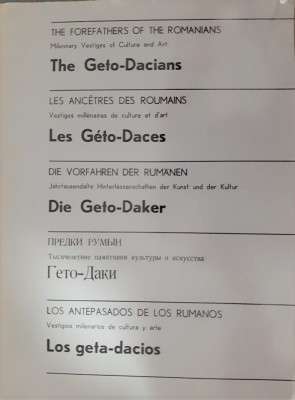 THE FOREFATHERS OF THE ROMANIANS
Milennary Vestiges of Culture and Art
The Geto-Dacians
LES ANCÊTRES DES ROUMAINS
Vestiges millénaires de culture et d'art
Les Géto-Daces
DIE VORFAHREN DER RUMÄNEN
Jahrtausendalte Hinterlassenschaften der Kunst und der Kultur
Die Geto-Daker
ПРЕДКИ РУМЫН
Тысячелетние памятники культуры и искусства
Гето-Даки
LOS ANTEPASADOS DE LOS RUMANOS
Vestigios milenarios de cultura y arte
Los geta-dacios